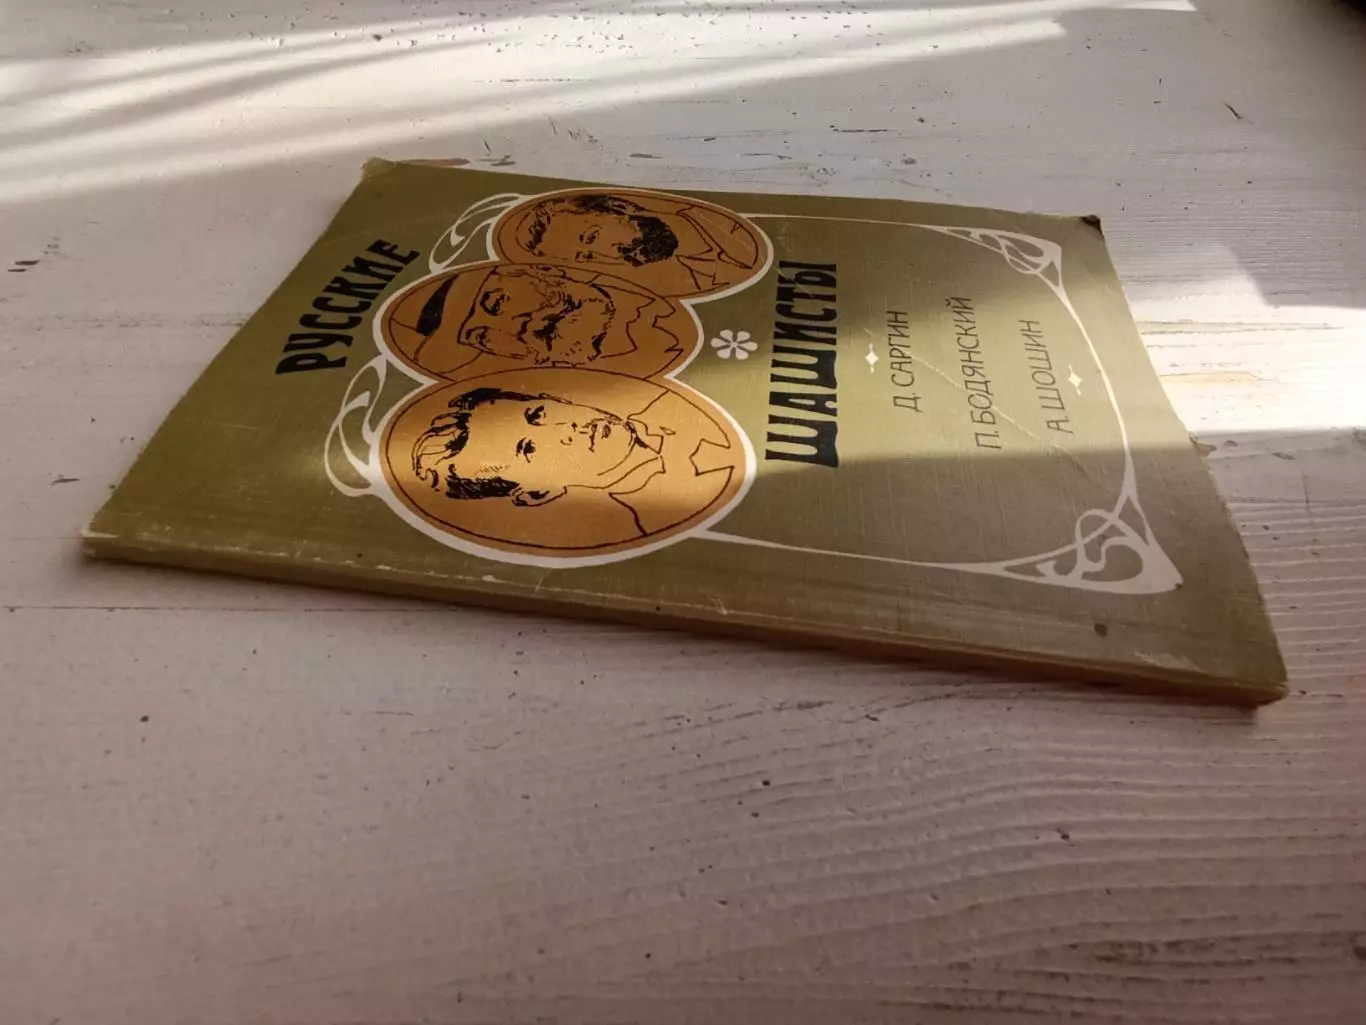 РУССКИЕ
ШАШИСТЫ
Д. САРГИН
П. БОДЯНСКИЙ
А. ШОШИН